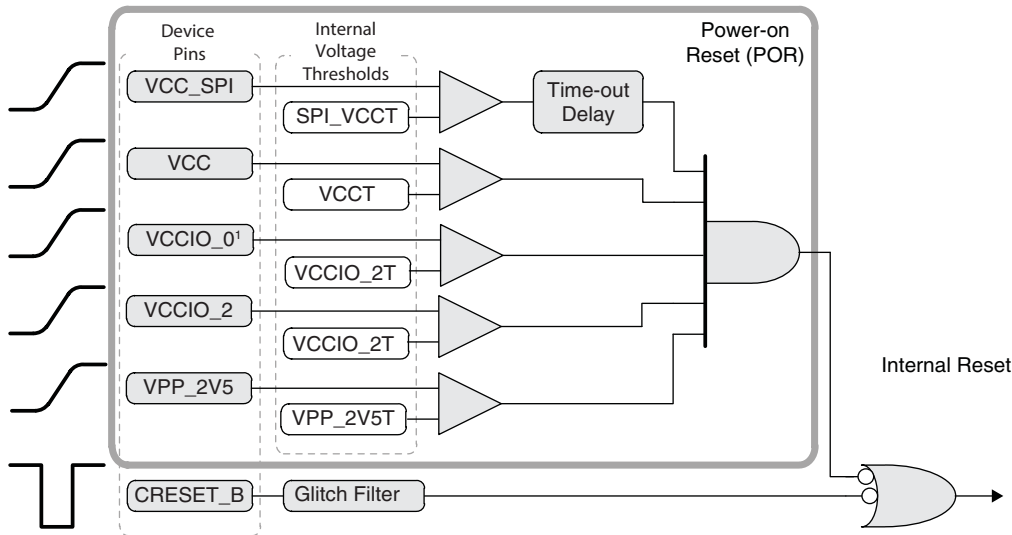 Device
Pins
Internal
Voltage
Thresholds
Power-on
Reset (POR)
VCC_SPI
SPI_VCCT
Time-out
Delay
VCC
VCCT
VCCIO_0¹
VCCIO_2T
VCCIO_2
VCCIO_2T
VPP_2V5
VPP_2V5T
Internal Reset
CRESET_B
Glitch Filter